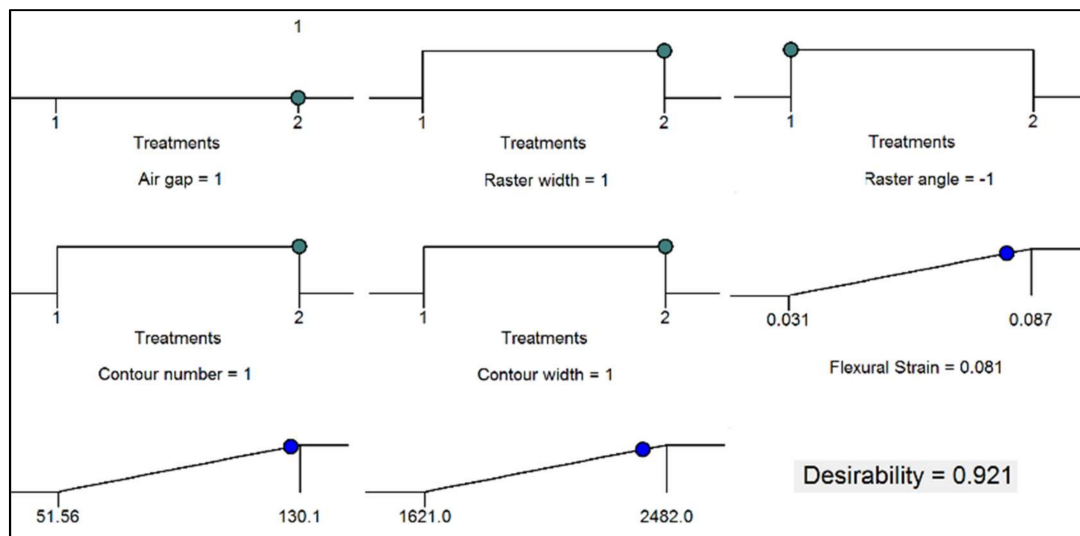 1
1 2
Treatments
Air gap = 1
1 2
Treatments
Raster width = 1
1 2
Treatments
Raster angle = -1
1 2
Treatments
Contour number = 1
1 2
Treatments
Contour width = 1
0.031 0.087
Flexural Strain = 0.081
51.56 130.1
1621.0 2482.0
Desirability = 0.921